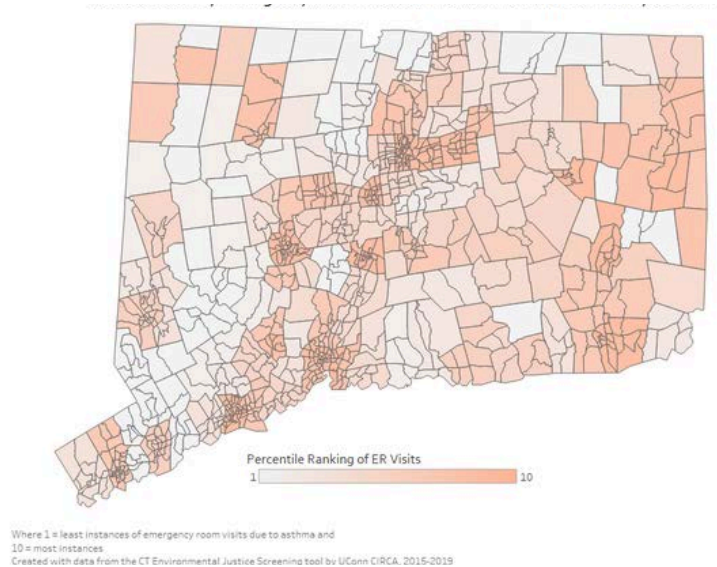 Percentile Ranking of ER Visits
1 10
Where 1 = least instances of emergency room visits due to asthma and
10 = most instances
Created with data from the CT Environmental Justice Screening tool by UConn CIRCA, 2015-2019